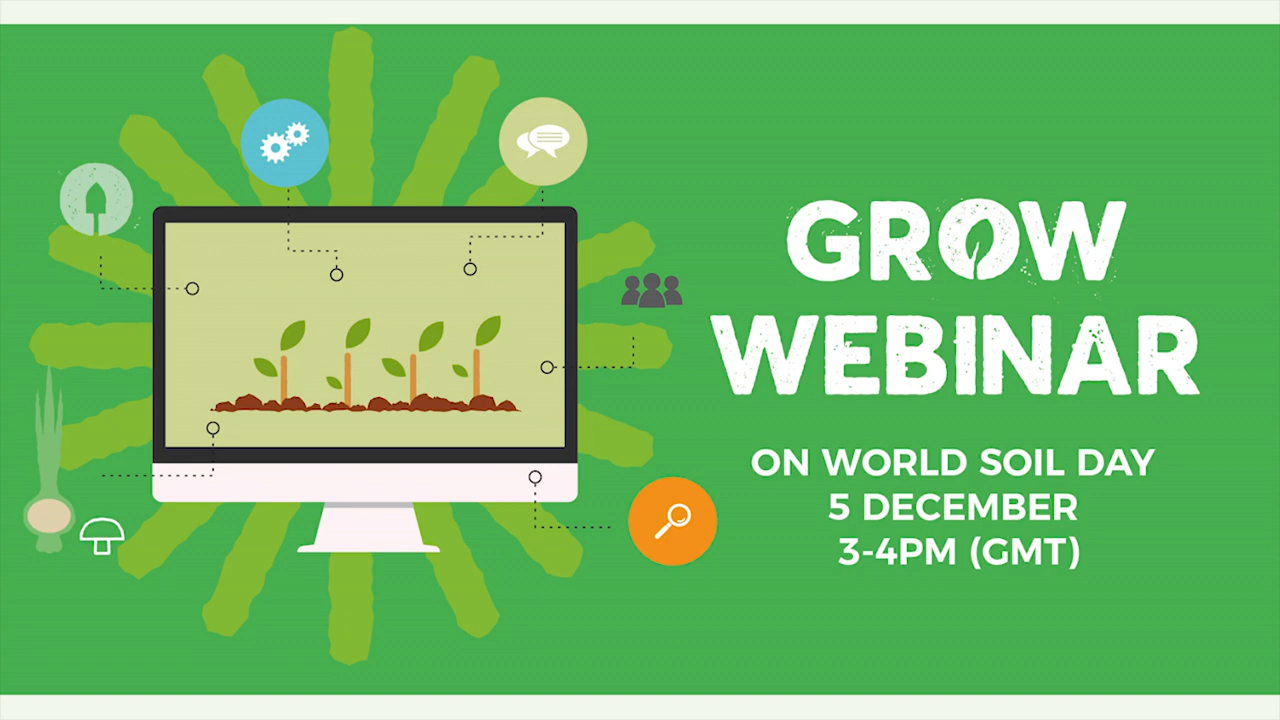 GROW
WEBINAR
ON WORLD SOIL DAY
5 DECEMBER
3-4PM (GMT)